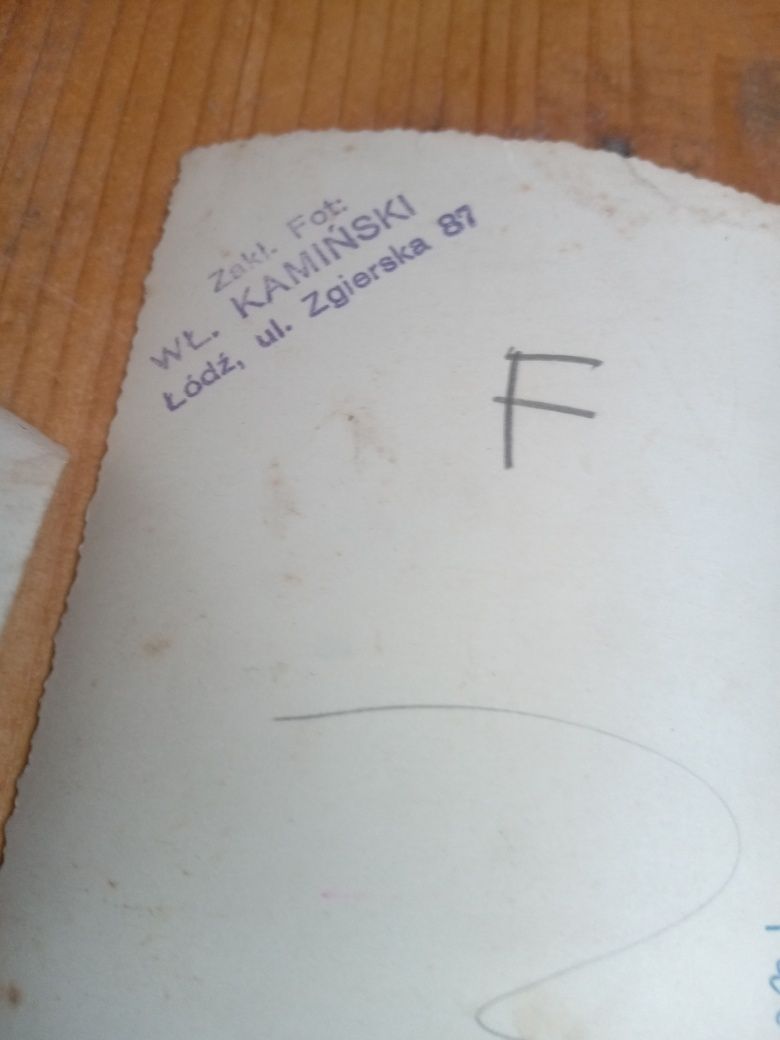 Zakł. Fot:
WŁ. KAMIŃSKI
Łódź, ul. Zgierska 87
F